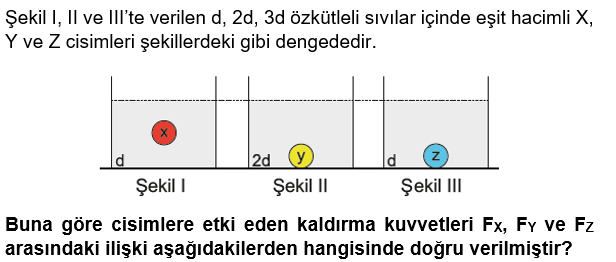 Şekil I, II ve III'te verilen d, 2d, 3d özkütleli sıvılar içinde eşit hacimli X,
Y ve Z cisimleri şekillerdeki gibi dengededir.
x y z
d 2d d
Şekil I Şekil II Şekil III
Buna göre cisimlere etki eden kaldırma kuvvetleri FX, FY ve FZ
arasındaki ilişki aşağıdakilerden hangisinde doğru verilmiştir?